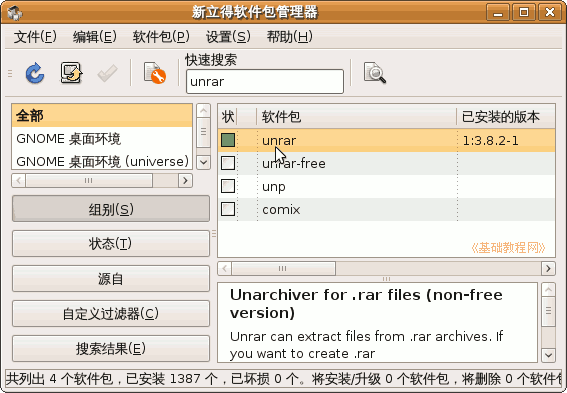 新立得软件包管理器
文件(F) 编辑(E) 软件包(P) 设置(S) 帮助(H)
快速搜索
unrar
全部
GNOME 桌面环境
GNOME 桌面环境 (universe)
组别(S)
状态(T)
源自
自定义过滤器(C)
搜索结果(E)
状 软件包 已安装的版本
unrar 1:3.8.2-1
unrar-free
unp
comix
《基础教程网》
Unarchiver for .rar files (non-free
version)
Unrar can extract files from .rar archives. If
you want to create .rar
共列出 4 个软件包，已安装 1387 个，已坏损 0 个。将安装/升级 0 个软件包，将删除 0 个软件包